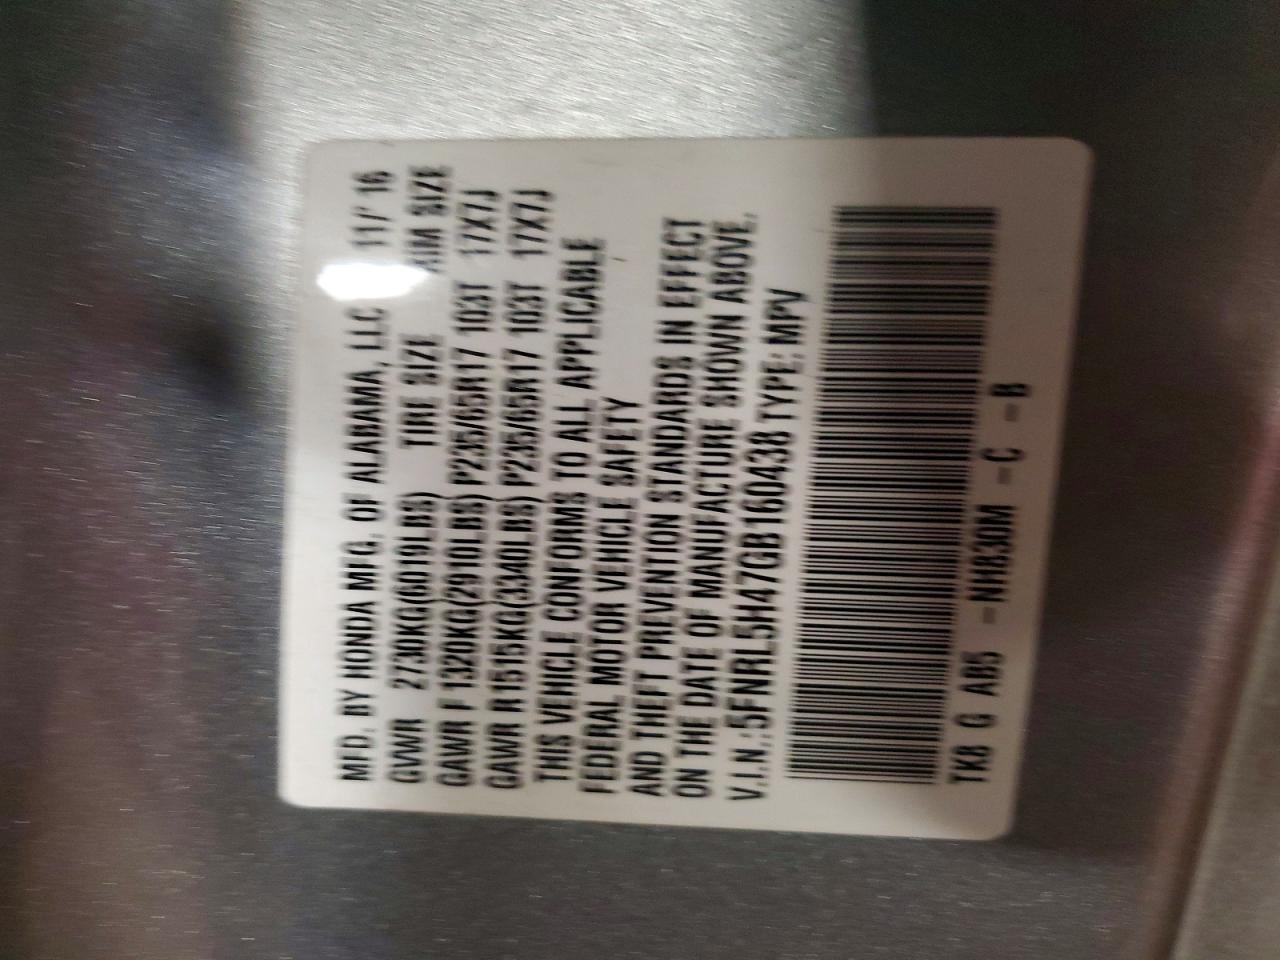 MFD. BY HONDA MFG. OF ALABAMA, LLC 11/' 16
GVWR 2730KG(6019LBS) TIRE SIZE RIM SIZE
GAWR F 1320KG(2910LBS) P235/65R17 103T 17X7J
GAWR R1515KG(3340LBS) P235/65R17 103T 17X7J
THIS VEHICLE CONFORMS TO ALL APPLICABLE
FEDERAL MOTOR VEHICLE SAFETY
AND THEFT PREVENTION STANDARDS IN EFFECT
ON THE DATE OF MANUFACTURE SHOWN ABOVE.
V.I.N.:5FNRL5H47GB160438 TYPE: MPV
TK8 G AB5 -NH830M -C -B